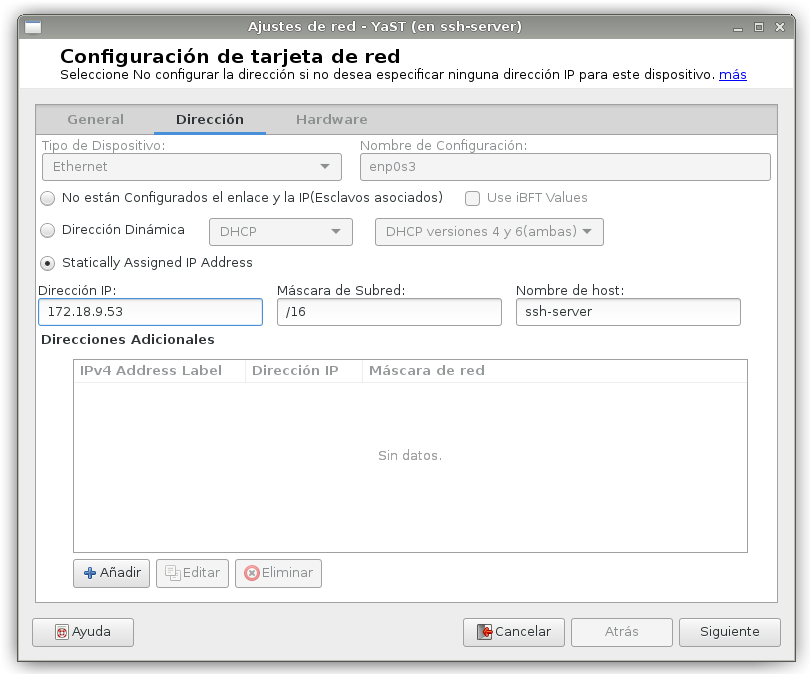 Ajustes de red - YaST (en ssh-server)
Configuración de tarjeta de red
Seleccione No configurar la dirección si no desea especificar ninguna dirección IP para este dispositivo. más
General Dirección Hardware
Tipo de Dispositivo: Nombre de Configuración:
Ethernet enp0s3
No están Configurados el enlace y la IP(Esclavos asociados) Use iBFT Values
Dirección Dinámica DHCP DHCP versiones 4 y 6(ambas)
Statically Assigned IP Address
Dirección IP: Máscara de Subred: Nombre de host:
172.18.9.53 /16 ssh-server
Direcciones Adicionales
IPv4 Address Label Dirección IP Máscara de red
Sin datos.
Añadir Editar Eliminar
Ayuda Cancelar Atrás Siguiente